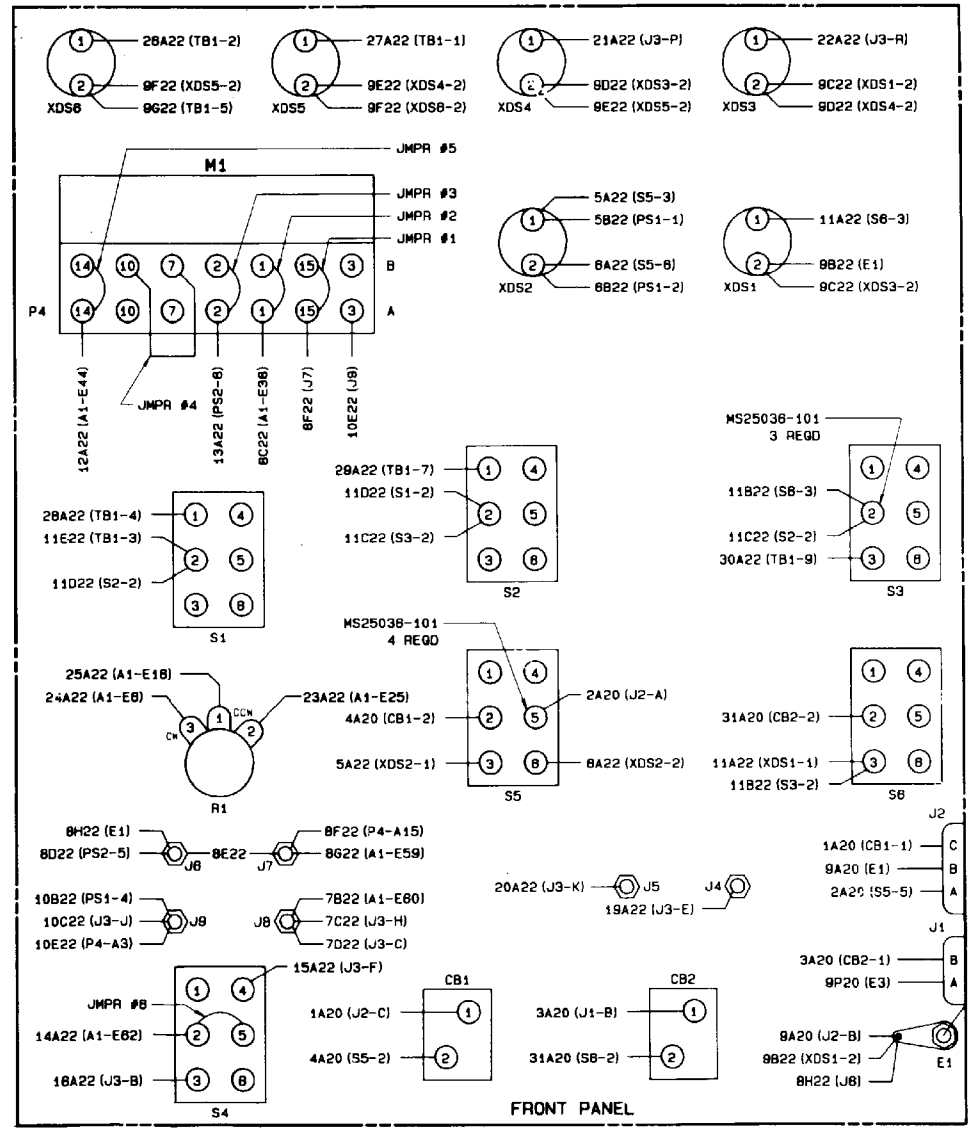 1 26A22 (TB1-2)
2 9F22 (XDS5-2)
9G22 (TB1-5)
XDS6
1 27A22 (TB1-1)
2 9E22 (XDS4-2)
9F22 (XDS6-2)
XDS5
1 21A22 (J3-P)
2 9D22 (XDS3-2)
9E22 (XDS5-2)
XDS4
1 22A22 (J3-R)
2 9C22 (XDS1-2)
9D22 (XDS4-2)
XDS3
M1
JMPR #5
JMPR #3
JMPR #2
JMPR #1
14 10 7 2 1 15 3 B
P4 14 10 7 2 1 15 3 A
JMPR #4
12A22 (A1-E44)
13A22 (PS2-6)
8C22 (A1-E36)
8F22 (J7)
10E22 (J9)
5A22 (S5-3)
1 5B22 (PS1-1)
2 6A22 (S5-6)
6B22 (PS1-2)
XDS2
1 11A22 (S6-3)
2 9B22 (E1)
9C22 (XDS3-2)
XDS1
28A22 (TB1-4) 1 4
11E22 (TB1-3)
2 5
11D22 (S2-2)
3 6
S1
29A22 (TB1-7) 1 4
11D22 (S1-2)
2 5
11C22 (S3-2)
3 6
S2
MS25036-101
3 REQD
1 4
11B22 (S6-3)
2 5
11C22 (S2-2)
30A22 (TB1-9) 3 6
S3
25A22 (A1-E16)
24A22 (A1-E6)
23A22 (A1-E25)
CW 3 1 CCW 2
R1
MS25036-101
4 REQD
1 4
2A20 (J2-A)
4A20 (CB1-2) 2 5
5A22 (XDS2-1) 3 6 6A22 (XDS2-2)
S5
1 4
31A20 (CB2-2) 2 5
11A22 (XDS1-1) 3 6
11B22 (S3-2)
S6
8H22 (E1)
8D22 (PS2-5)
J6
8E22
J7
8F22 (P4-A15)
8G22 (A1-E59)
10B22 (PS1-4)
10C22 (J3-J) J9
10E22 (P4-A3)
7B22 (A1-E60)
J8 7C22 (J3-H)
7D22 (J3-C)
20A22 (J3-K) J5
J4
19A22 (J3-E)
J2
1A20 (CB1-1) C
9A20 (E1) B
2A20 (S5-5) A
J1
3A20 (CB2-1) B
9P20 (E3) A
15A22 (J3-F)
1 4
JMPR #6
14A22 (A1-E62) 2 5
16A22 (J3-B) 3 6
S4
CB1
1A20 (J2-C) 1
4A20 (S5-2) 2
CB2
3A20 (J1-B) 1
31A20 (S6-2) 2
9A20 (J2-B)
9B22 (XDS1-2)
8H22 (J6)
E1
FRONT PANEL